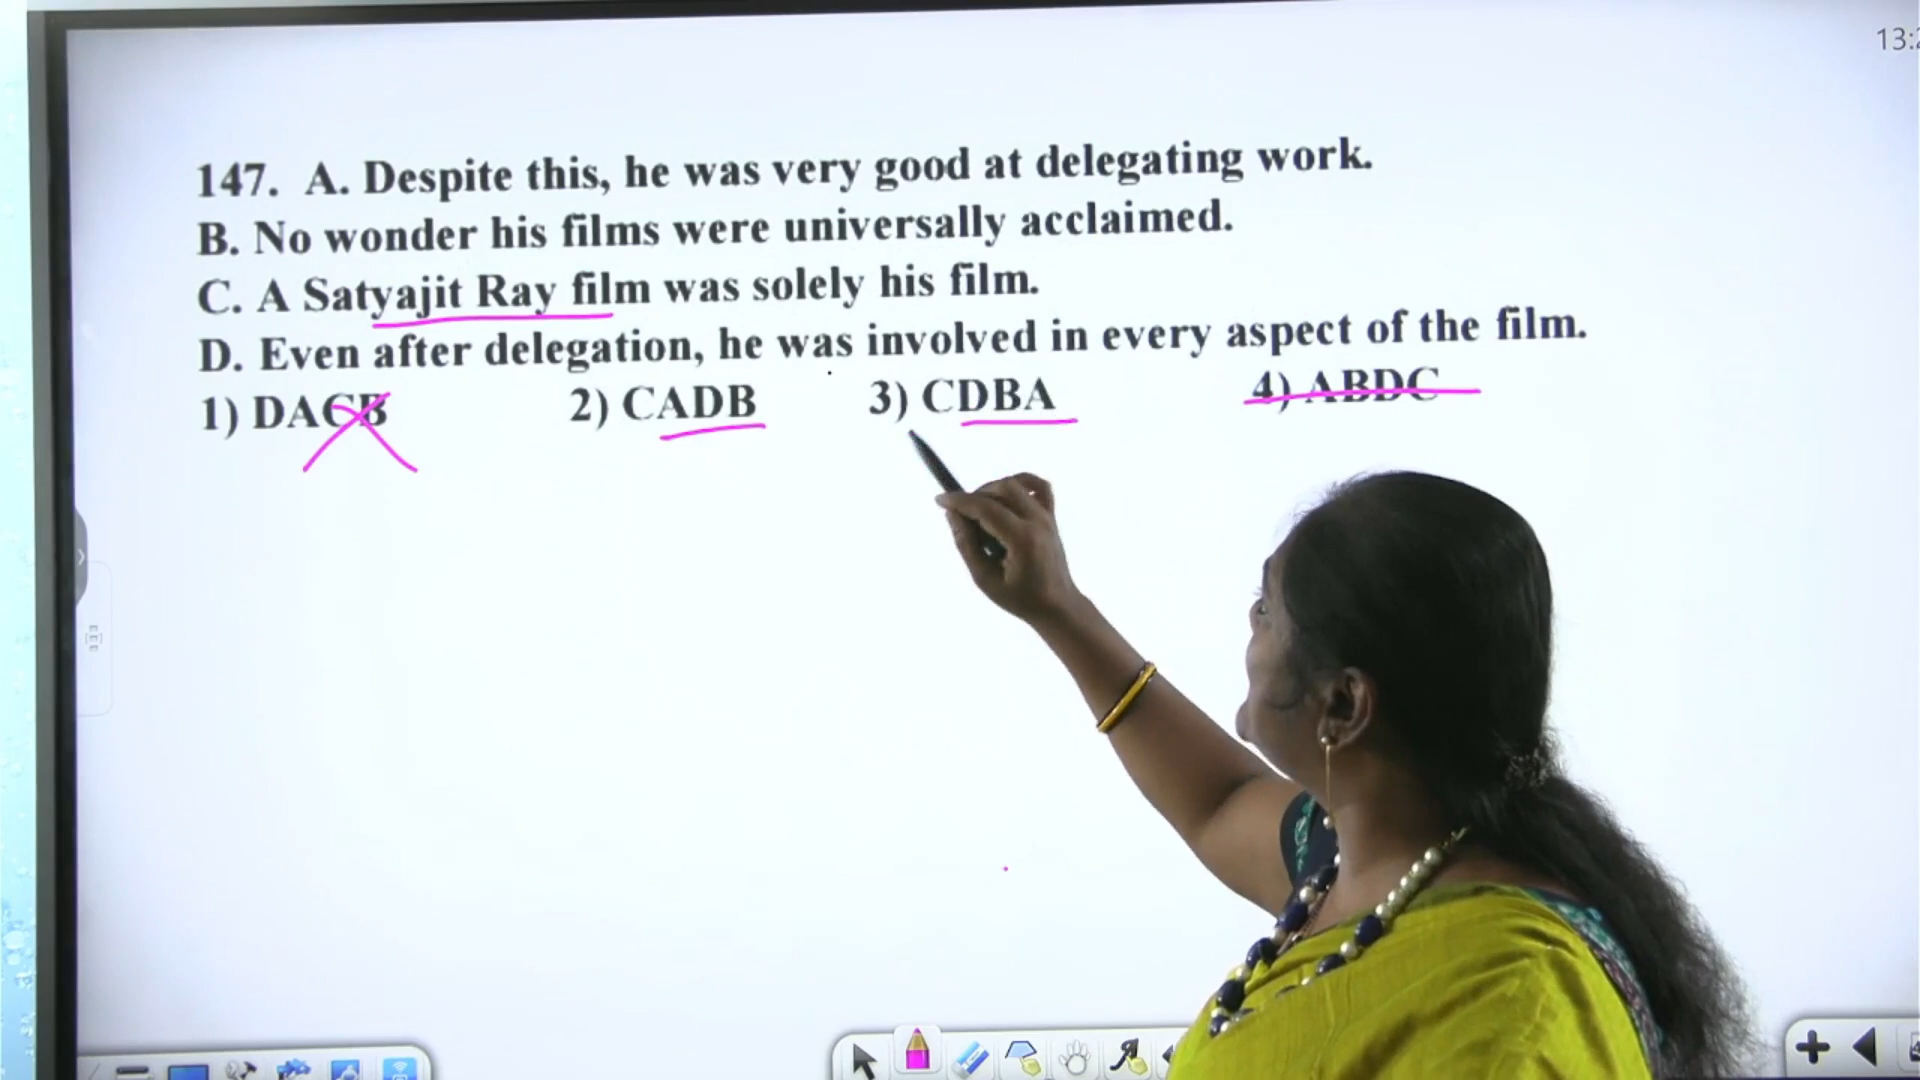 13:2
147. A. Despite this, he was very good at delegating work.
B. No wonder his films were universally acclaimed.
C. A Satyajit Ray film was solely his film.
D. Even after delegation, he was involved in every aspect of the film.
1) DACB 2) CADB 3) CDBA 4) ABDC